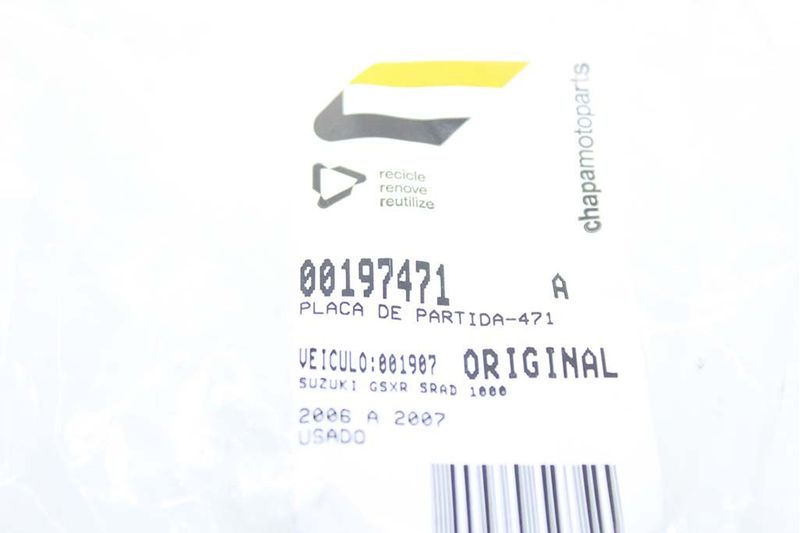 recicle
renove
reutilize
chapamotoparts
00197471 A
PLACA DE PARTIDA-471
VEICULO:001907 ORIGINAL
SUZUKI GSXR SRAD 1000
2006 A 2007
USADO